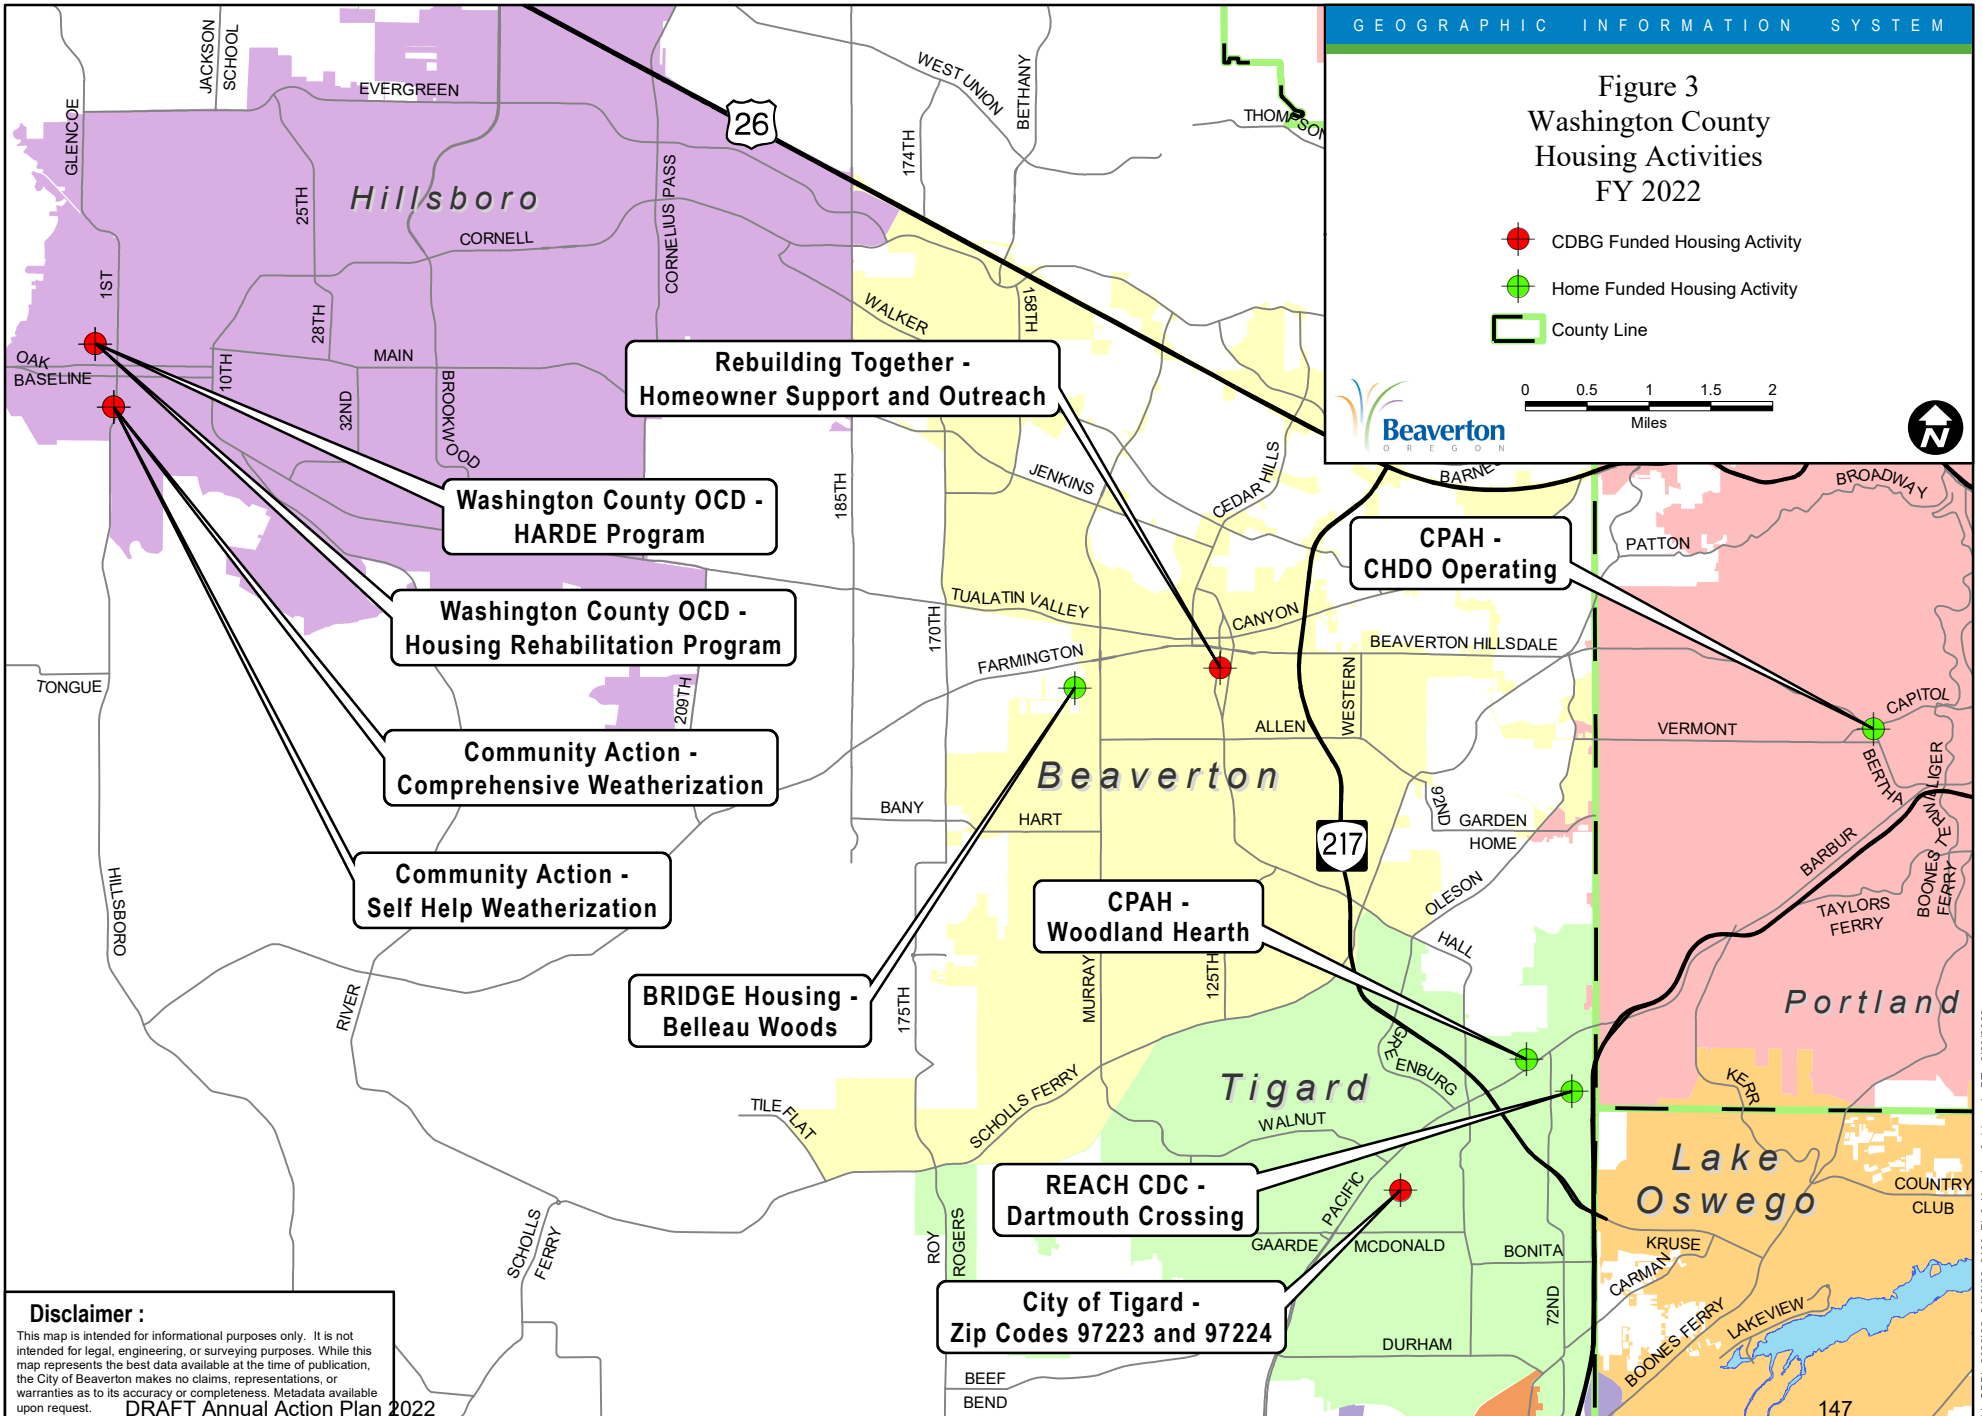 GEOGRAPHIC INFORMATION SYSTEM
Figure 3
Washington County
Housing Activities
FY 2022
CDBG Funded Housing Activity
Home Funded Housing Activity
County Line
0 0.5 1 1.5 2
Miles
Beaverton
OREGON
N
26
217
Hillsboro
Beaverton
Tigard
Portland
Lake
Oswego
Rebuilding Together -
Homeowner Support and Outreach
Washington County OCD -
HARDE Program
Washington County OCD -
Housing Rehabilitation Program
Community Action -
Comprehensive Weatherization
Community Action -
Self Help Weatherization
BRIDGE Housing -
Belleau Woods
CPAH -
CHDO Operating
CPAH -
Woodland Hearth
REACH CDC -
Dartmouth Crossing
City of Tigard -
Zip Codes 97223 and 97224
JACKSON
SCHOOL
GLENCOE
EVERGREEN
25TH
CORNELL
CORNELIUS PASS
1ST
28TH
MAIN
OAK
BASELINE
10TH
32ND
BROOKWOOD
WEST UNION
BETHANY
174TH
THOMPSON
WALKER
158TH
185TH
JENKINS
CEDAR HILLS
BARNES
BROADWAY
PATTON
TUALATIN VALLEY
170TH
CANYON
FARMINGTON
BEAVERTON HILLSDALE
WESTERN
ALLEN
VERMONT
CAPITOL
BERTHA
TERWILLIGER
BOONES
FERRY
BARBUR
TAYLORS
FERRY
TONGUE
209TH
BANY
HART
92ND
GARDEN
HOME
OLESON
HALL
HILLSBORO
RIVER
175TH
MURRAY
125TH
GREENBURG
SCHOLLS FERRY
TILE FLAT
WALNUT
PACIFIC
KERR
COUNTRY
CLUB
KRUSE
CARMAN
GAARDE
MCDONALD
BONITA
72ND
DURHAM
BOONES FERRY
LAKEVIEW
ROY
ROGERS
SCHOLLS
FERRY
BEEF
BEND
Disclaimer :
This map is intended for informational purposes only. It is not
intended for legal, engineering, or surveying purposes. While this
map represents the best data available at the time of publication,
the City of Beaverton makes no claims, representations, or
warranties as to its accuracy or completeness. Metadata available
upon request.
DRAFT Annual Action Plan 2022
147